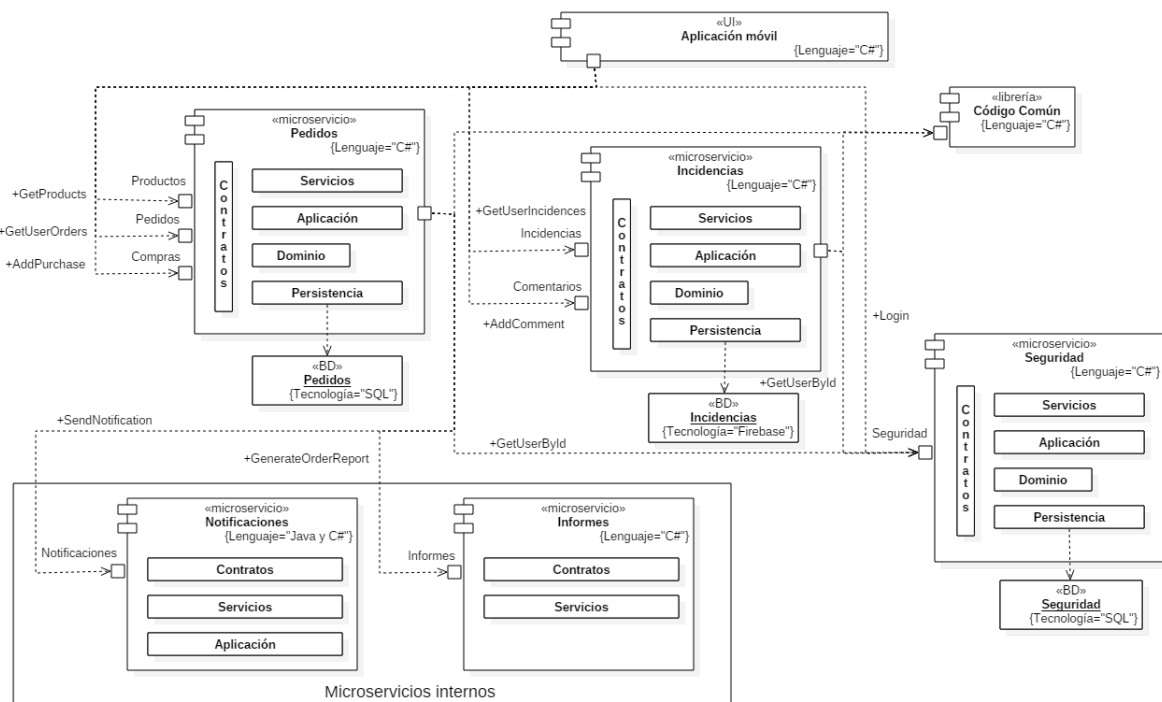 «UI»
Aplicación móvil
{Lenguaje="C#"}
«librería»
Código Común
{Lenguaje="C#"}
«microservicio»
Pedidos
{Lenguaje="C#"}
Contratos
Servicios
Aplicación
Dominio
Persistencia
Productos
+GetProducts
Pedidos
+GetUserOrders
Compras
+AddPurchase
«BD»
Pedidos
{Tecnología="SQL"}
«microservicio»
Incidencias
{Lenguaje="C#"}
Contratos
Servicios
Aplicación
Dominio
Persistencia
+GetUserIncidences
Incidencias
Comentarios
+AddComment
«BD»
Incidencias
{Tecnología="Firebase"}
+Login
+GetUserById
+GetUserById
Seguridad
«microservicio»
Seguridad
{Lenguaje="C#"}
Contratos
Servicios
Aplicación
Dominio
Persistencia
«BD»
Seguridad
{Tecnología="SQL"}
+SendNotification
+GenerateOrderReport
Notificaciones
«microservicio»
Notificaciones
{Lenguaje="Java y C#"}
Contratos
Servicios
Aplicación
Informes
«microservicio»
Informes
{Lenguaje="C#"}
Contratos
Servicios
Microservicios internos